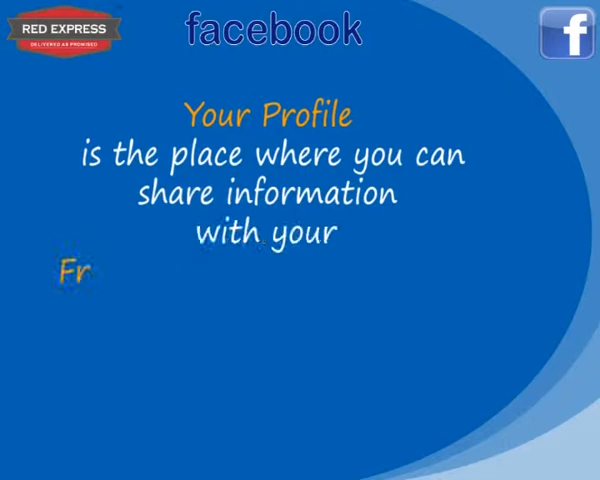 RED EXPRESS
DELIVERED AS PROMISED
facebook
f
Your Profile
is the place where you can
share information
with your
Fr